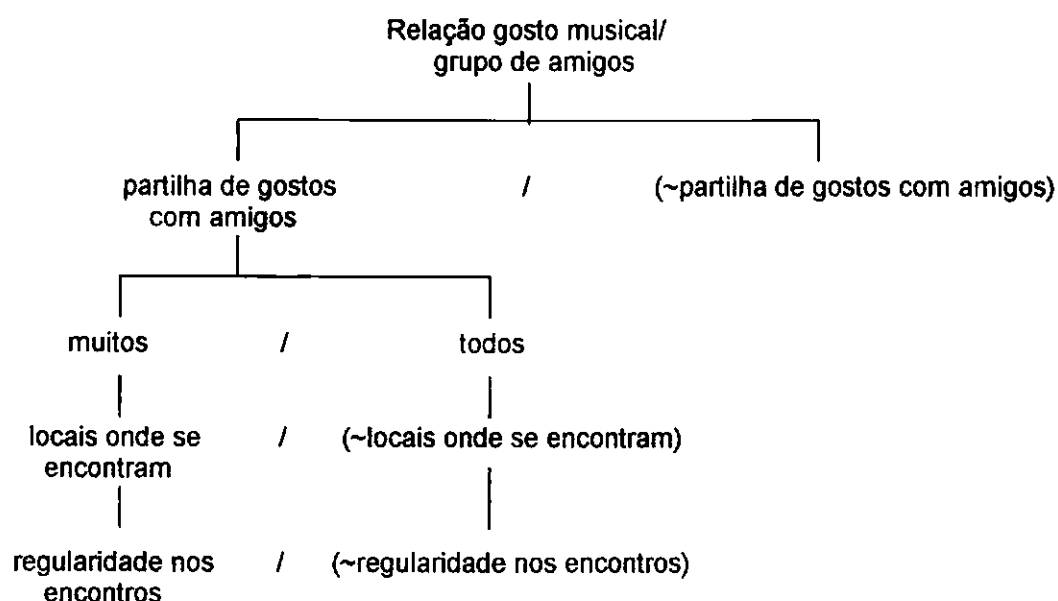 Relação gosto musical/
grupo de amigos
partilha de gostos / (~partilha de gostos com amigos)
com amigos
muitos / todos
locais onde se / (~locais onde se encontram)
encontram
regularidade nos / (~regularidade nos encontros)
encontros